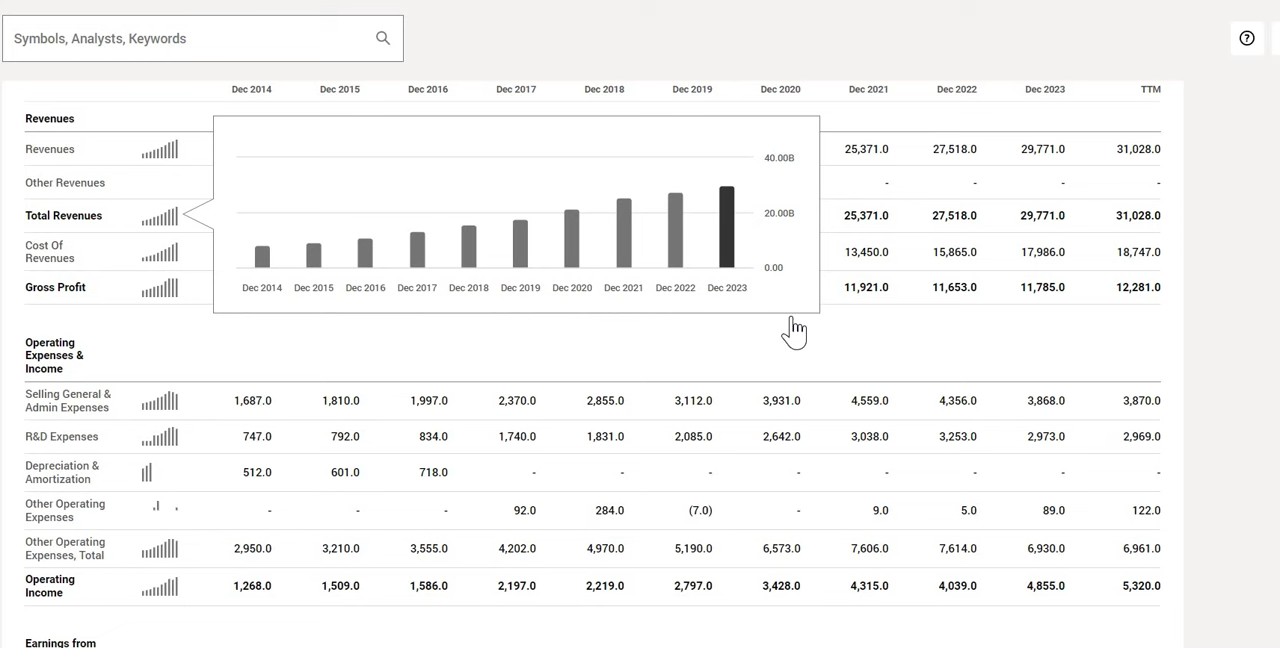 Symbols, Analysts, Keywords
Dec 2014 Dec 2015 Dec 2016 Dec 2017 Dec 2018 Dec 2019 Dec 2020 Dec 2021 Dec 2022 Dec 2023 TTM
Revenues
Revenues 25,371.0 27,518.0 29,771.0 31,028.0
Other Revenues - - - -
Total Revenues 25,371.0 27,518.0 29,771.0 31,028.0
Cost Of
Revenues 13,450.0 15,865.0 17,986.0 18,747.0
Gross Profit 11,921.0 11,653.0 11,785.0 12,281.0
40.00B
20.00B
0.00
Dec 2014 Dec 2015 Dec 2016 Dec 2017 Dec 2018 Dec 2019 Dec 2020 Dec 2021 Dec 2022 Dec 2023
Operating
Expenses &
Income
Selling General &
Admin Expenses 1,687.0 1,810.0 1,997.0 2,370.0 2,855.0 3,112.0 3,931.0 4,559.0 4,356.0 3,868.0 3,870.0
R&D Expenses 747.0 792.0 834.0 1,740.0 1,831.0 2,085.0 2,642.0 3,038.0 3,253.0 2,973.0 2,969.0
Depreciation &
Amortization 512.0 601.0 718.0 - - - - - - - -
Other Operating
Expenses - - - 92.0 284.0 (7.0) - 9.0 5.0 89.0 122.0
Other Operating
Expenses, Total 2,950.0 3,210.0 3,555.0 4,202.0 4,970.0 5,190.0 6,573.0 7,606.0 7,614.0 6,930.0 6,961.0
Operating
Income 1,268.0 1,509.0 1,586.0 2,197.0 2,219.0 2,797.0 3,428.0 4,315.0 4,039.0 4,855.0 5,320.0
Earnings from